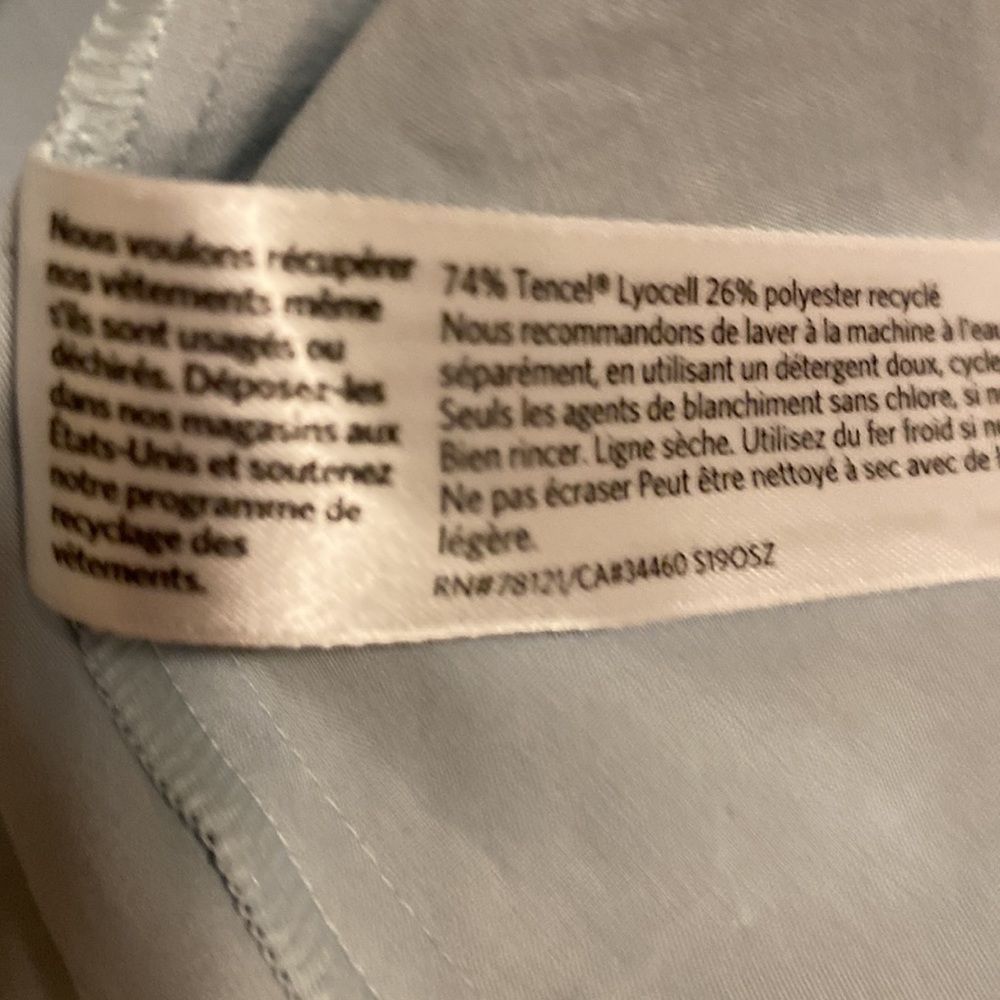 Nous voulons récupérer
nos vêtements même
s'ils sont usagés ou
déchirés. Déposez-les
dans nos magasins aux
États-Unis et soutenez
notre programme de
recyclage des
vêtements.
74% Tencel® Lyocell 26% polyester recyclé
Nous recommandons de laver à la machine à l'eau
séparément, en utilisant un détergent doux, cycle
Seuls les agents de blanchiment sans chlore, si
Bien rincer. Ligne sèche. Utilisez du fer froid si
Ne pas écraser Peut être nettoyé à sec avec de
légère.
RN#78121/CA#34460 S19OSZ